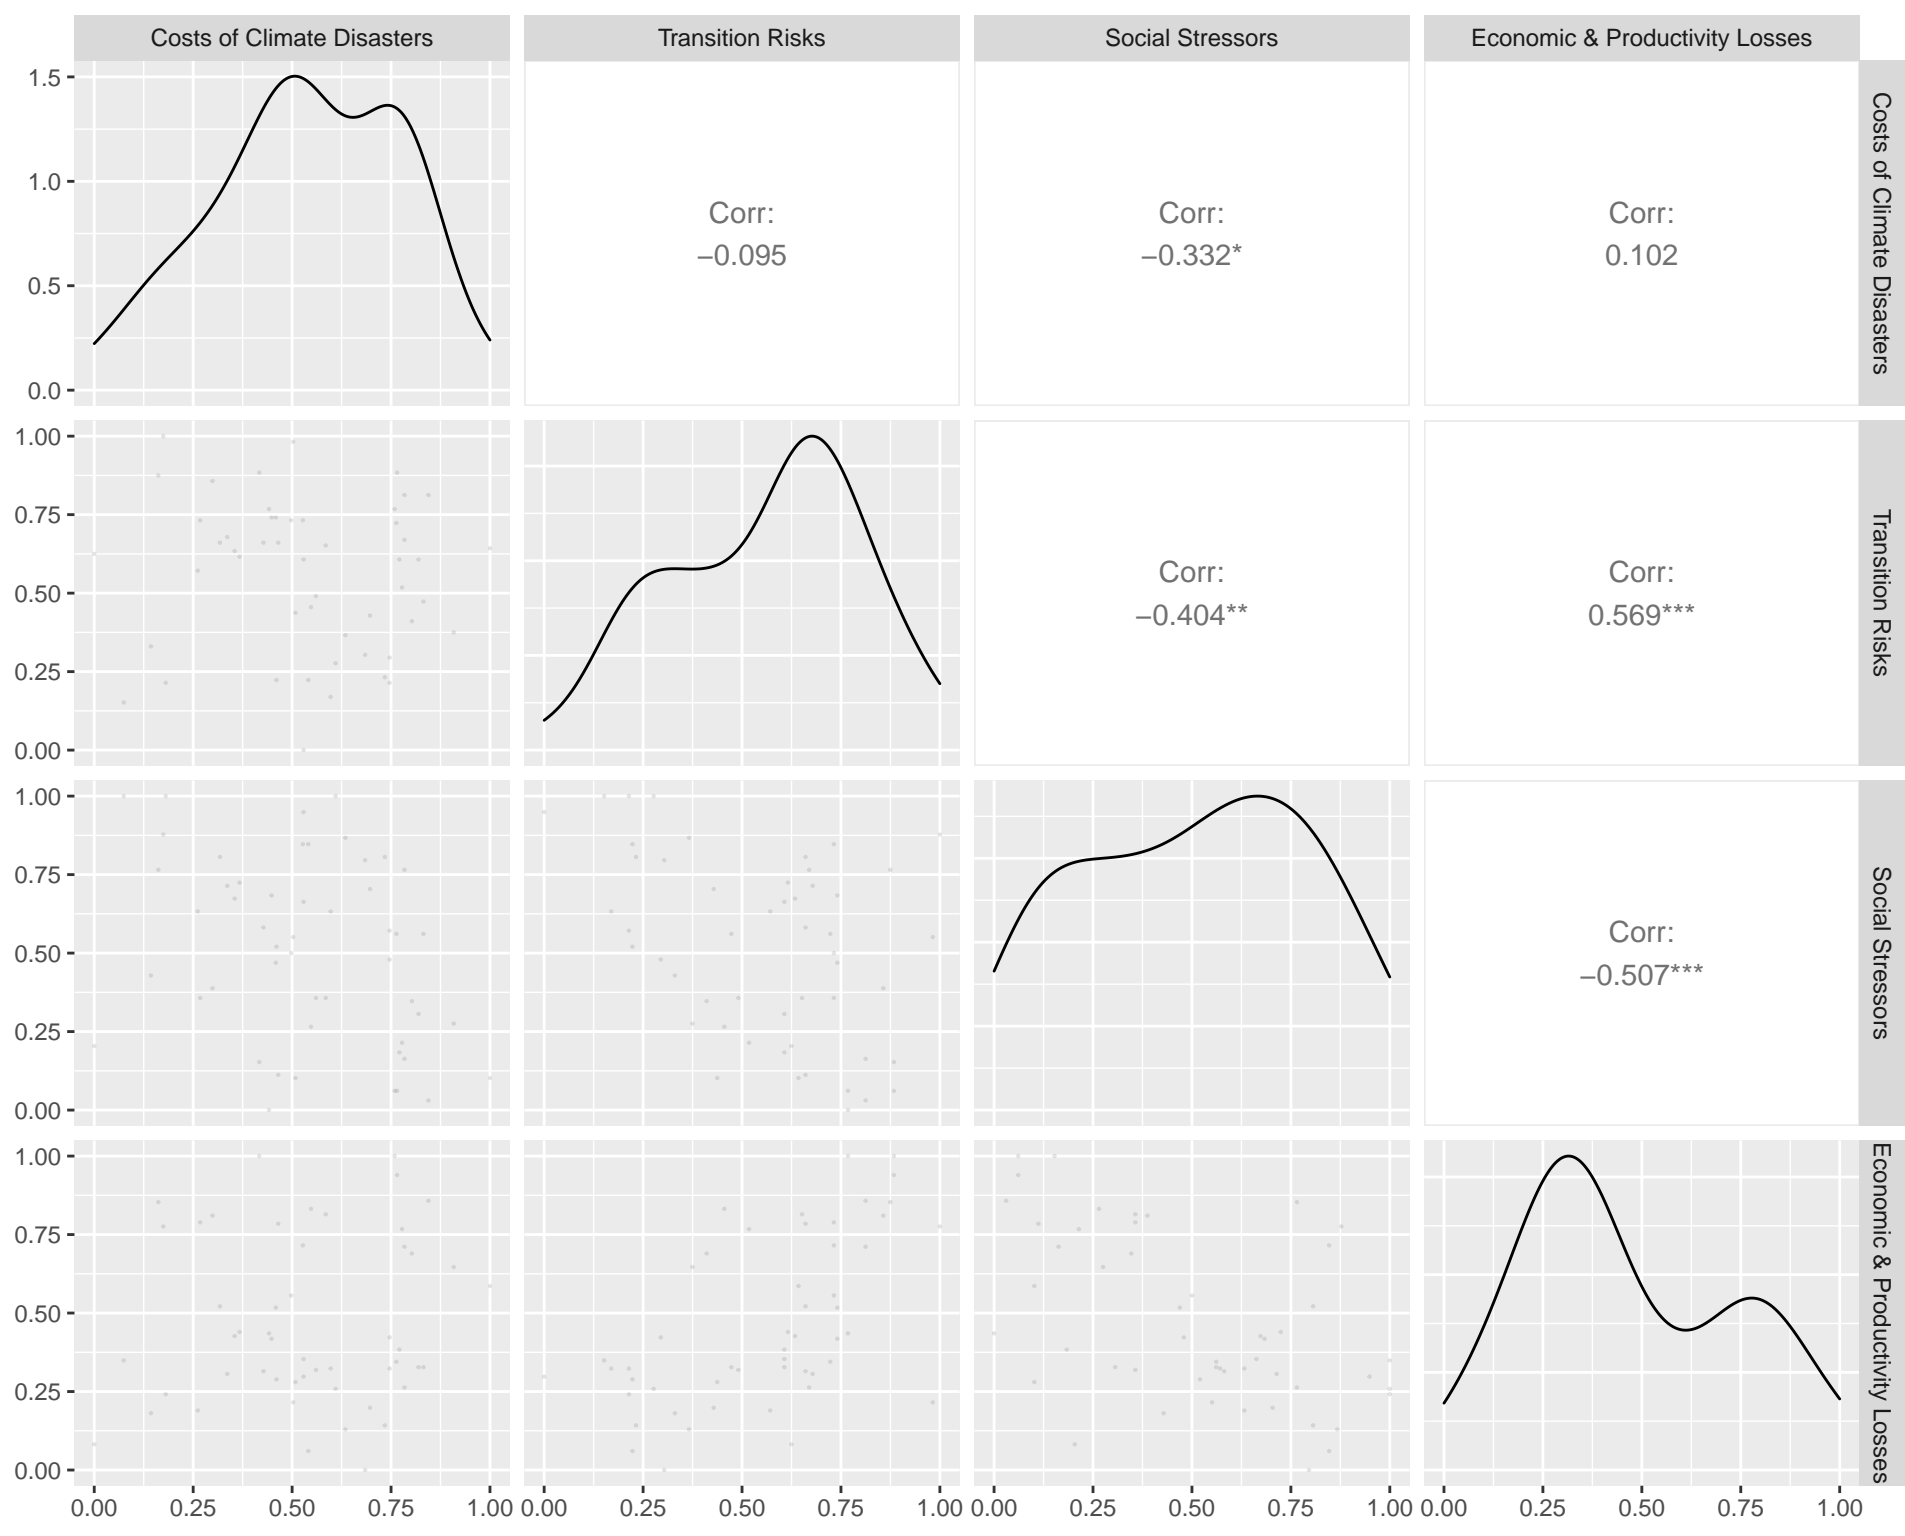 Costs of Climate Disasters
Transition Risks
Social Stressors
Economic & Productivity Losses
1.5
1.0
0.5
0.0
Corr:
−0.095
Corr:
−0.332*
Corr:
0.102
Costs of Climate Disasters
1.00
0.75
0.50
0.25
0.00
Corr:
−0.404**
Corr:
0.569***
Transition Risks
1.00
0.75
0.50
0.25
0.00
Corr:
−0.507***
Social Stressors
1.00
0.75
0.50
0.25
0.00
Economic & Productivity Losses
0.00 0.25 0.50 0.75 1.00
0.00 0.25 0.50 0.75 1.00
0.00 0.25 0.50 0.75 1.00
0.00 0.25 0.50 0.75 1.00